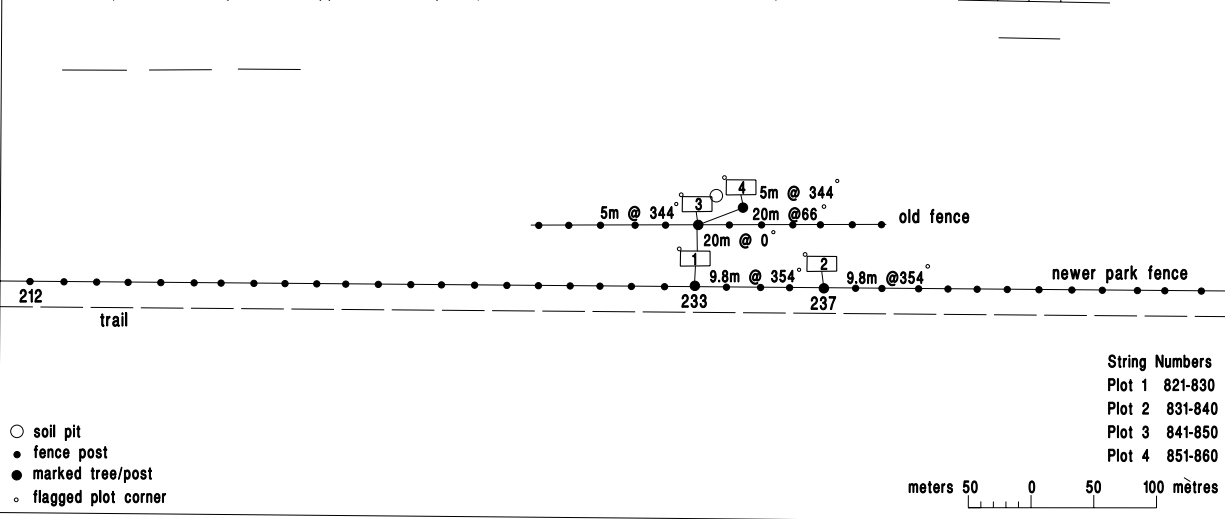 4 5m @ 344°
5m @ 344° 3
20m @66°
old fence
20m @ 0°
1
2
9.8m @ 354°
9.8m @354°
newer park fence
212
233
237
trail
String Numbers
Plot 1 821-830
Plot 2 831-840
Plot 3 841-850
Plot 4 851-860
soil pit
fence post
marked tree/post
flagged plot corner
meters 50 0 50 100 mètres